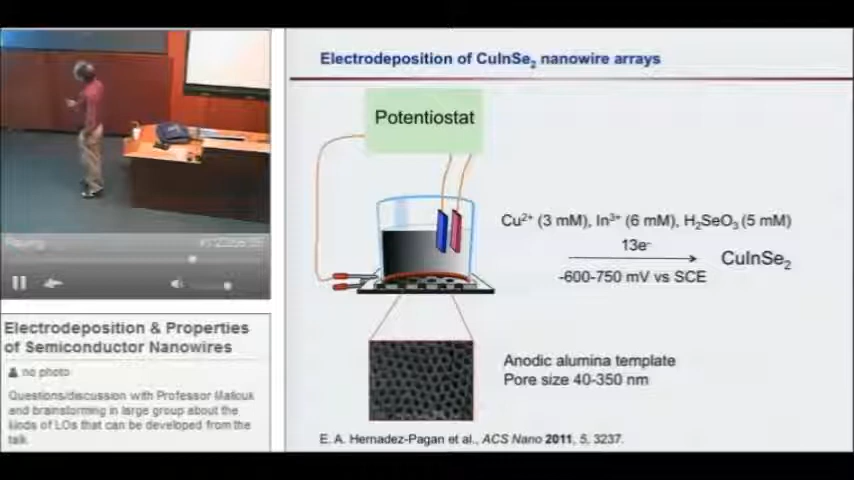 Electrodeposition of CuInSe₂ nanowire arrays
Potentiostat
Cu²⁺ (3 mM), In³⁺ (6 mM), H₂SeO₃ (5 mM)
13e⁻
CuInSe₂
-600-750 mV vs SCE
Anodic alumina template
Pore size 40-350 nm
E. A. Hernadez-Pagan et al., ACS Nano 2011, 5, 3237.
Playing
Electrodeposition & Properties
of Semiconductor Nanowires
no photo
Questions/discussion with Professor Mallouk
and brainstorming in large group about the
kinds of LOs that can be developed from the
talk.